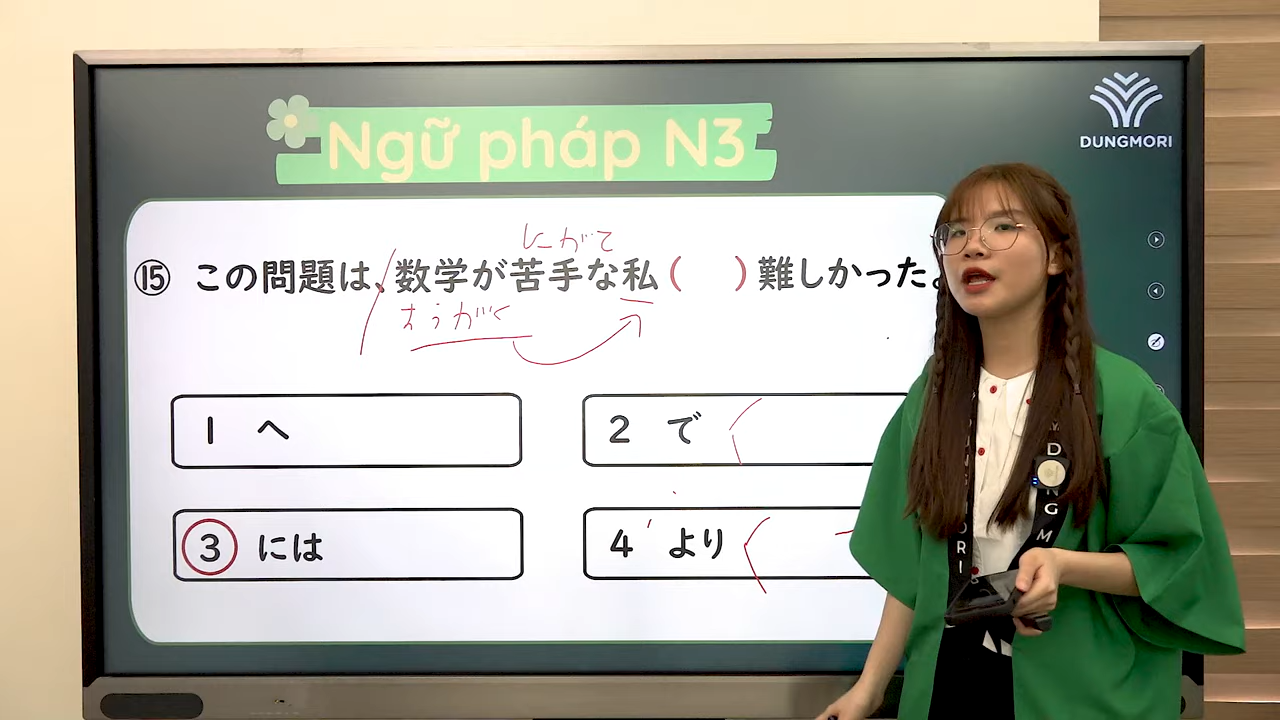 Ngữ pháp N3
DUNGMORI
にがて
⑮ この問題は、数学が苦手な私( )難しかった。
すうがく
1 へ
2 で
3 には
4 より